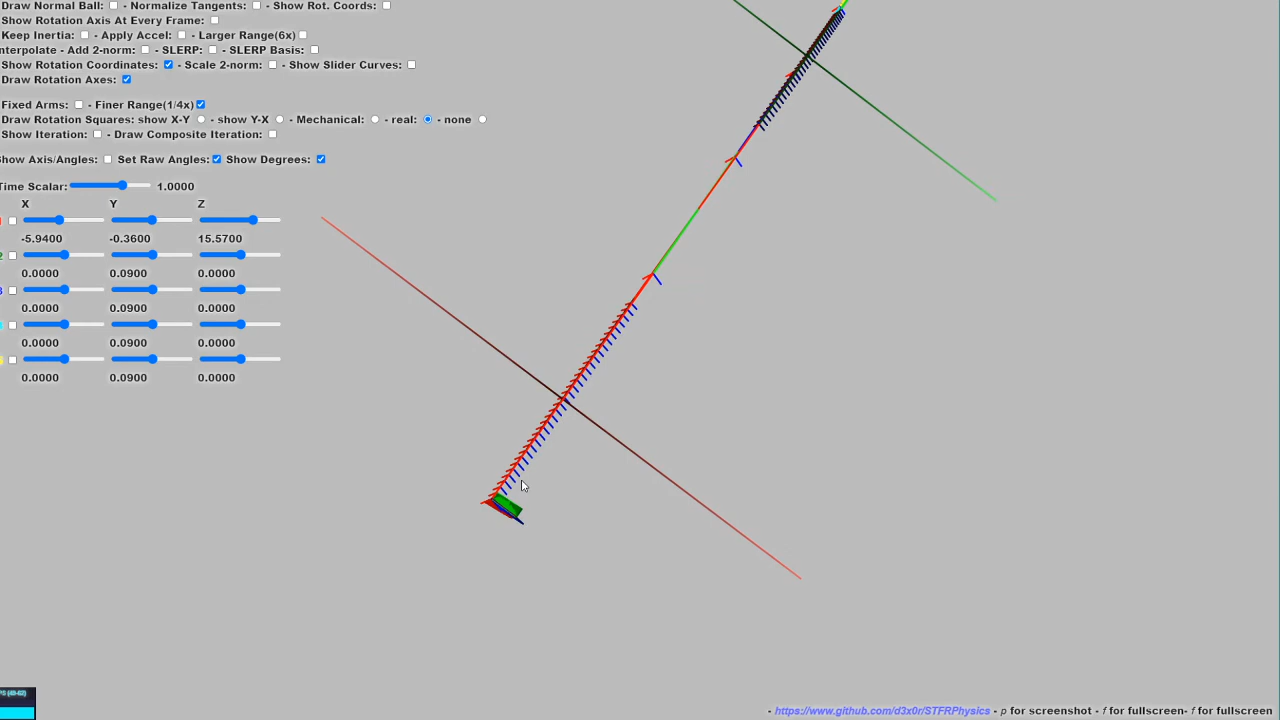 Draw Normal Ball: - Normalize Tangents: - Show Rot. Coords:
Show Rotation Axis At Every Frame:
Keep Inertia: - Apply Accel: - Larger Range(6x)
nterpolate - Add 2-norm: - SLERP: - SLERP Basis:
Show Rotation Coordinates: - Scale 2-norm: - Show Slider Curves:
Draw Rotation Axes:
Fixed Arms: - Finer Range(1/4x)
Draw Rotation Squares: show X-Y - show Y-X - Mechanical: - real: - none
Show Iteration: - Draw Composite Iteration:
Show Axis/Angles: Set Raw Angles: Show Degrees:
Time Scalar: 1.0000
X Y Z
-5.9400 -0.3600 15.5700
2
0.0000 0.0900 0.0000
3
0.0000 0.0900 0.0000
0.0000 0.0900 0.0000
0.0000 0.0900 0.0000
- https://www.github.com/d3x0r/STFRPhysics - p for screenshot - f for fullscreen- f for fullscreen